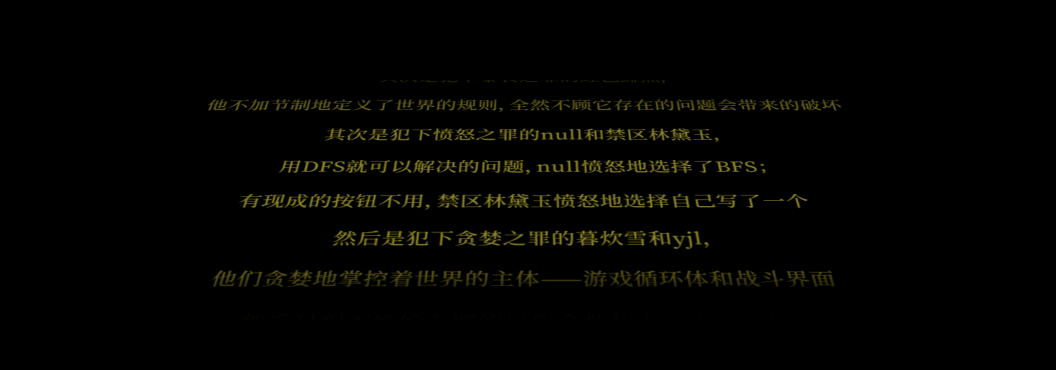 他不加节制地定义了世界的规则, 全然不顾它存在的问题会带来的破坏
其次是犯下愤怒之罪的null和禁区林黛玉,
用DFS就可以解决的问题, null愤怒地选择了BFS;
有现成的按钮不用, 禁区林黛玉愤怒地选择自己写了一个
然后是犯下贪婪之罪的暮炊雪和yjl,
他们贪婪地掌控着世界的主体——游戏循环体和战斗界面